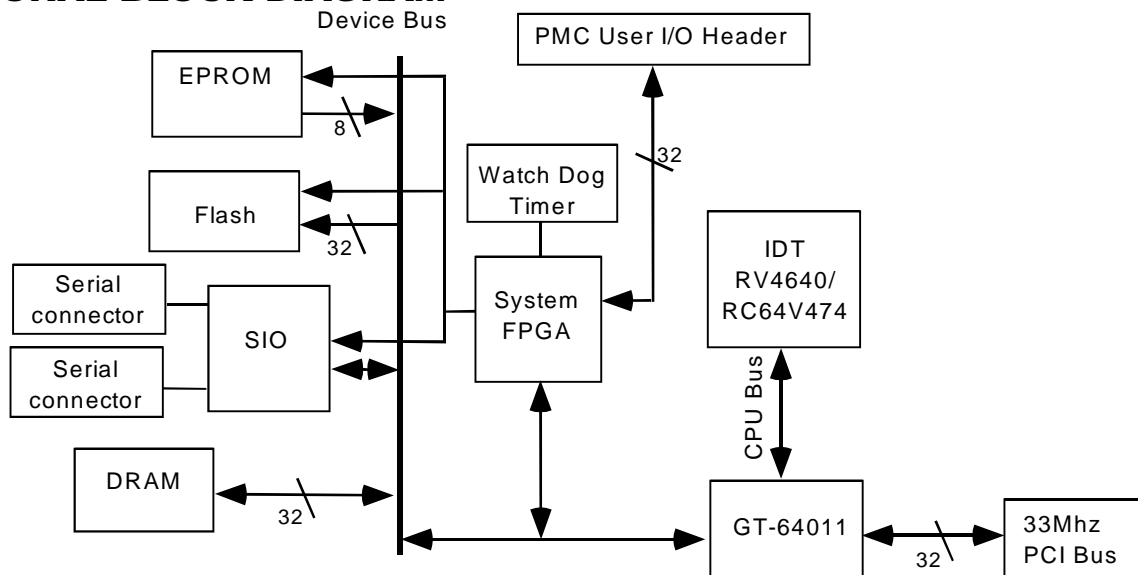 Device Bus
PMC User I/O Header
EPROM
8
32
Watch Dog
Timer
Flash
32
IDT
RV4640/
RC64V474
Serial
connector
SIO
System
FPGA
Serial
connector
CPU Bus
DRAM
32
GT-64011
32
33Mhz
PCI Bus